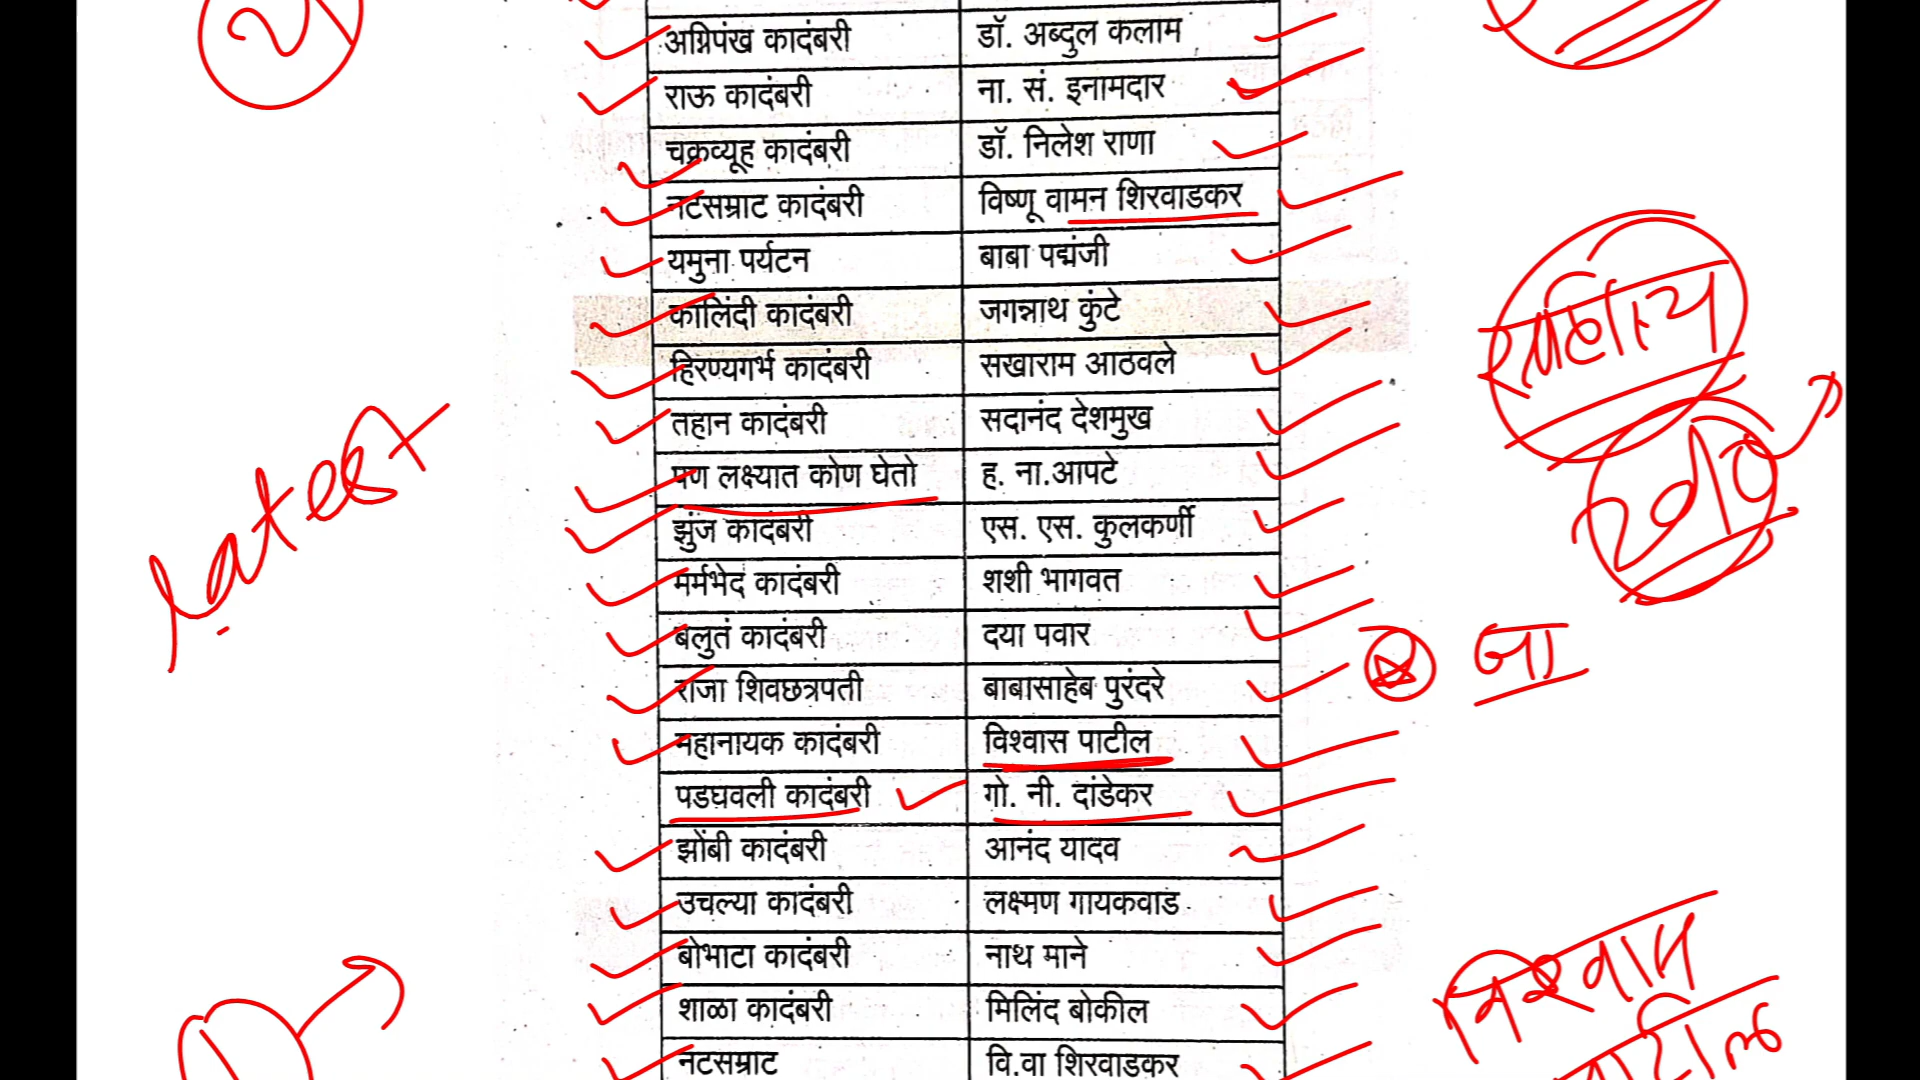 अग्निपंख कादंबरी डॉ. अब्दुल कलाम
राऊ कादंबरी ना. सं. इनामदार
चक्रव्यूह कादंबरी डॉ. निलेश राणा
नटसम्राट कादंबरी विष्णू वामन शिरवाडकर
यमुना पर्यटन बाबा पद्मंजी
कालिंदी कादंबरी जगन्नाथ कुंटे
साहित्य
हिरण्यगर्भ कादंबरी सखाराम आठवले
तहान कादंबरी सदानंद देशमुख
latest
पण लक्ष्यात कोण घेतो ह. ना.आपटे
झुंज कादंबरी एस. एस. कुलकर्णी
मर्मभेद कादंबरी शशी भागवत
बलुतं कादंबरी दया पवार
जा
राजा शिवछत्रपती बाबासाहेब पुरंदरे
महानायक कादंबरी विश्वास पाटील
पडघवली कादंबरी गो. नी. दांडेकर
झोंबी कादंबरी आनंद यादव
उचल्या कादंबरी लक्ष्मण गायकवाड
बोभाटा कादंबरी नाथ माने
विश्वास
शाळा कादंबरी मिलिंद बोकील
पाटील
नटसम्राट वि.वा शिरवाडकर